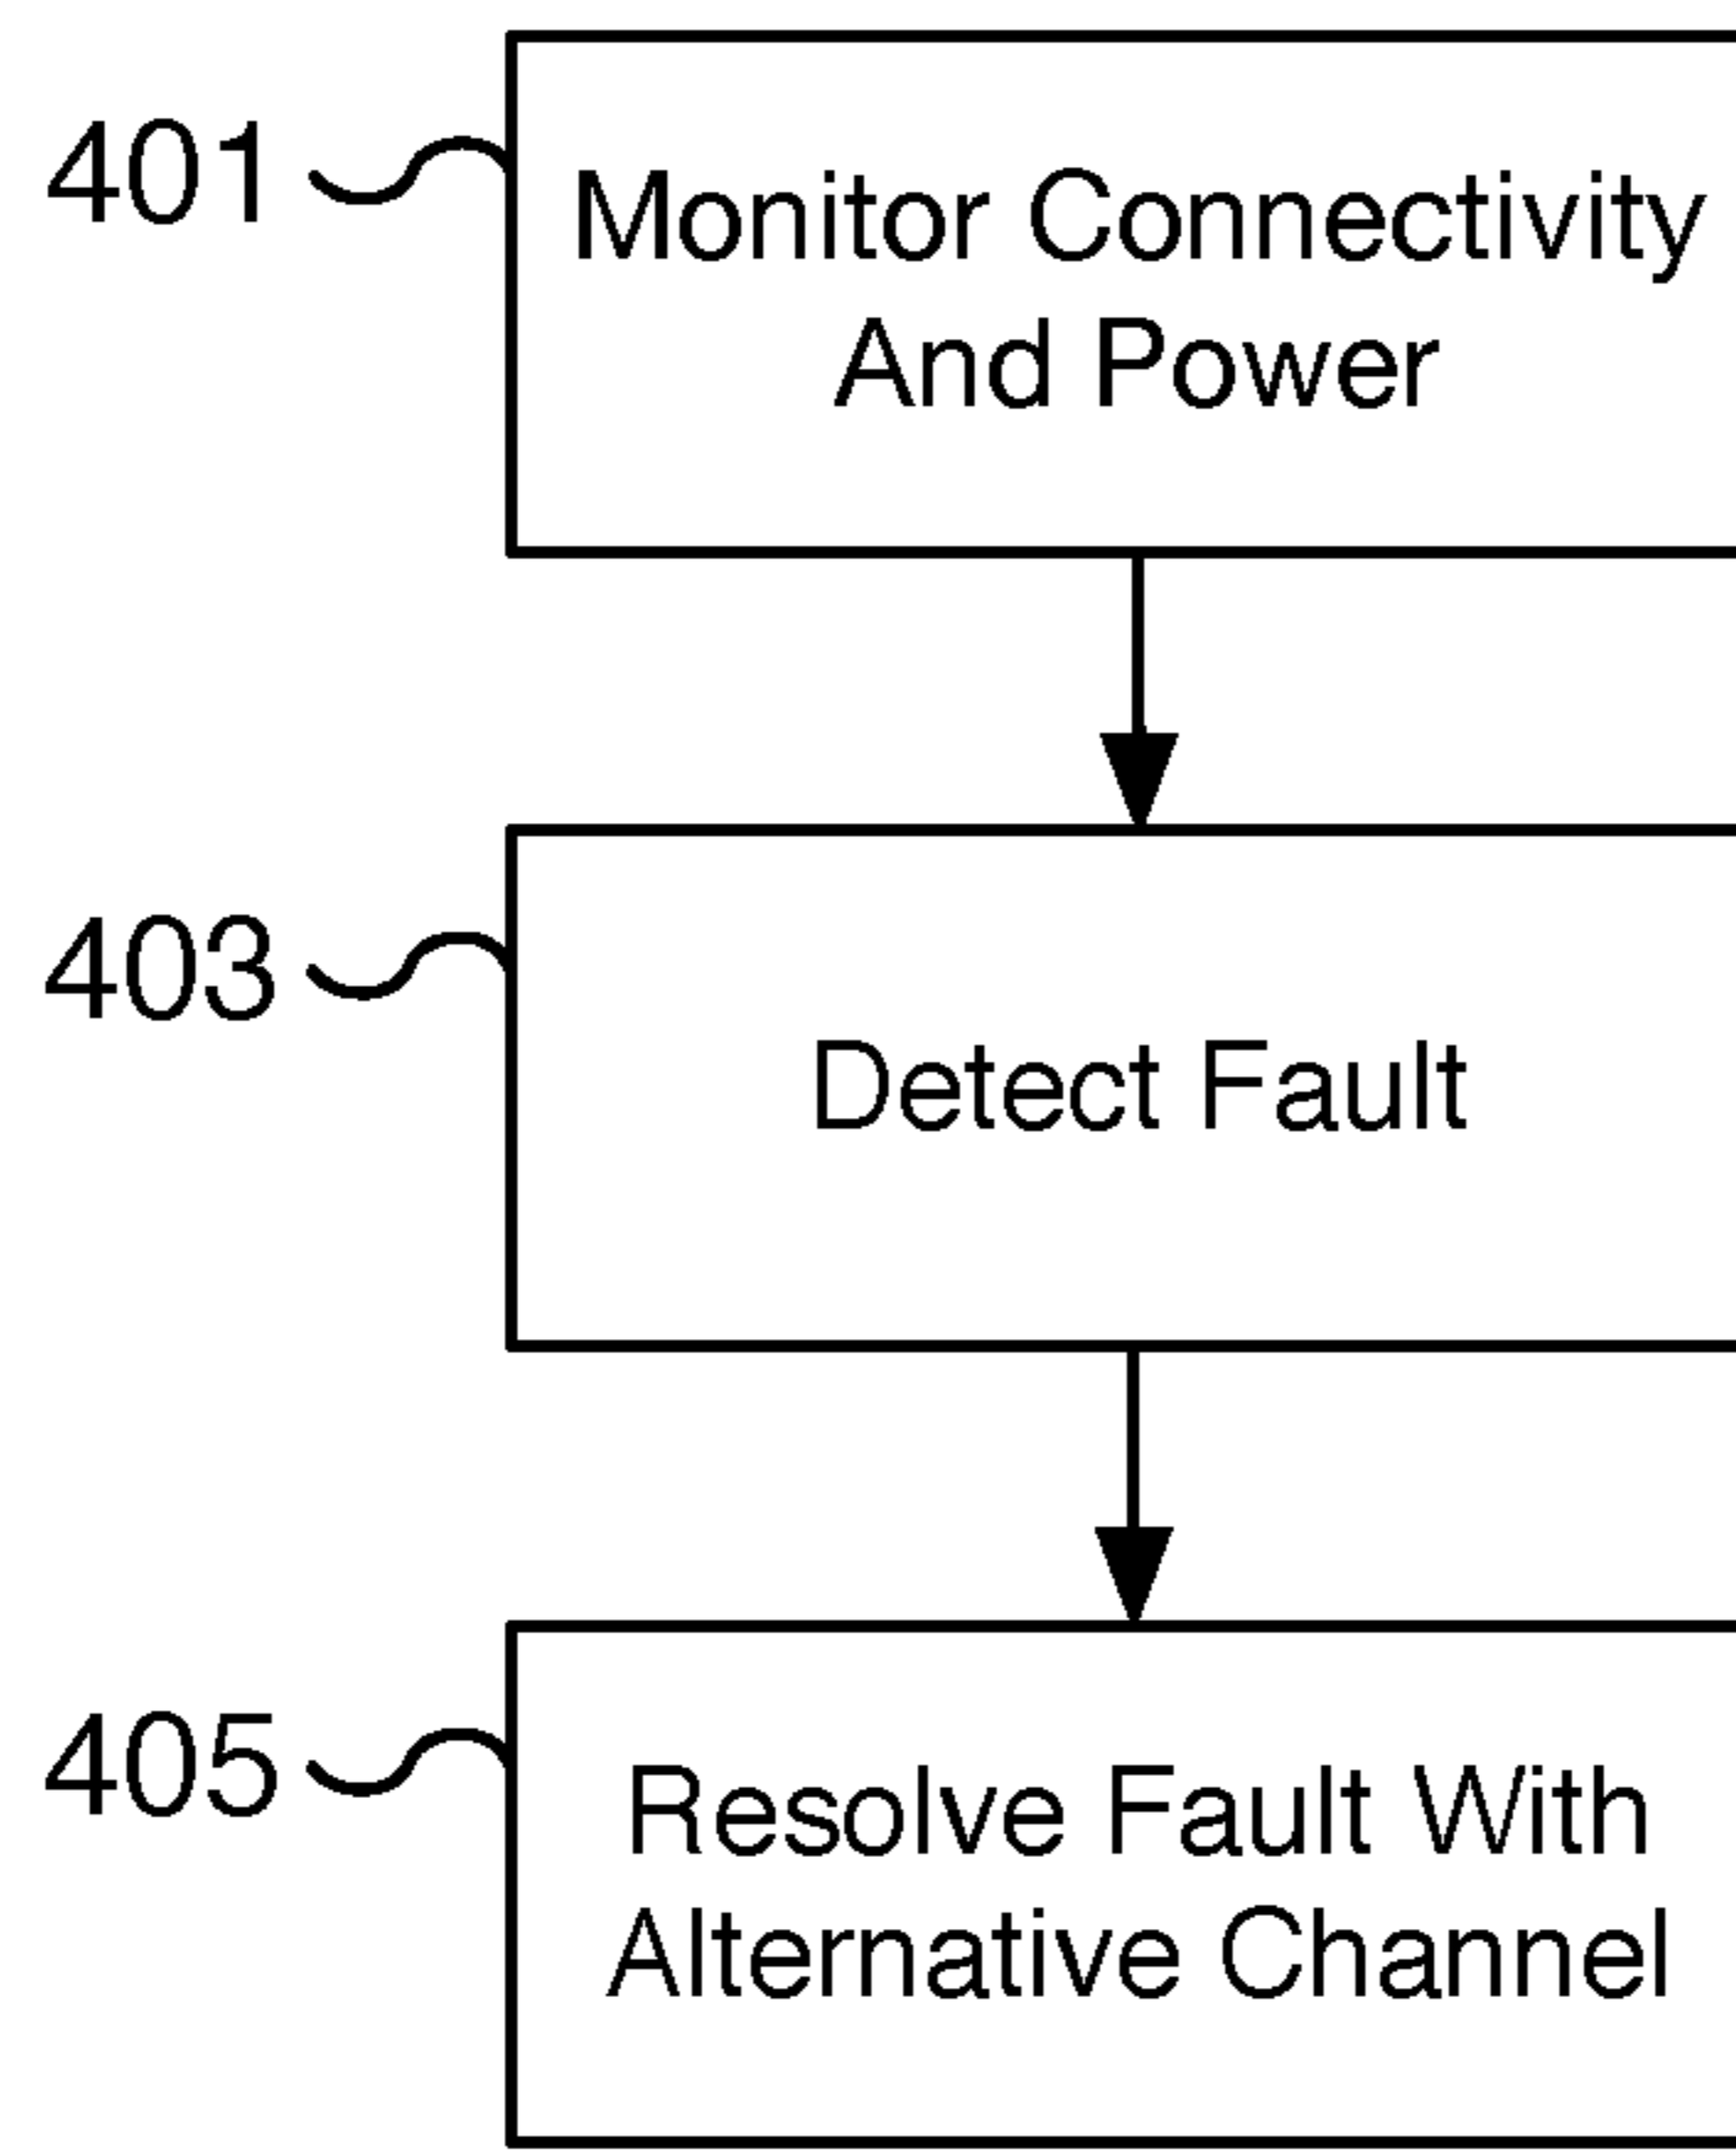 401
Monitor Connectivity
And Power
403
Detect Fault
405
Resolve Fault With
Alternative Channel